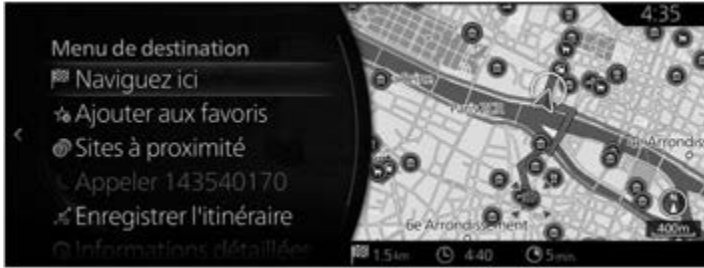 4:35
Menu de destination
Naviguez ici
Ajouter aux favoris
Sites à proximité
Appeler 143540170
Enregistrer l'itinéraire
Informations détaillées
Arrondiss
6e Arrondissement
400m
1.5km
4:40
5min.